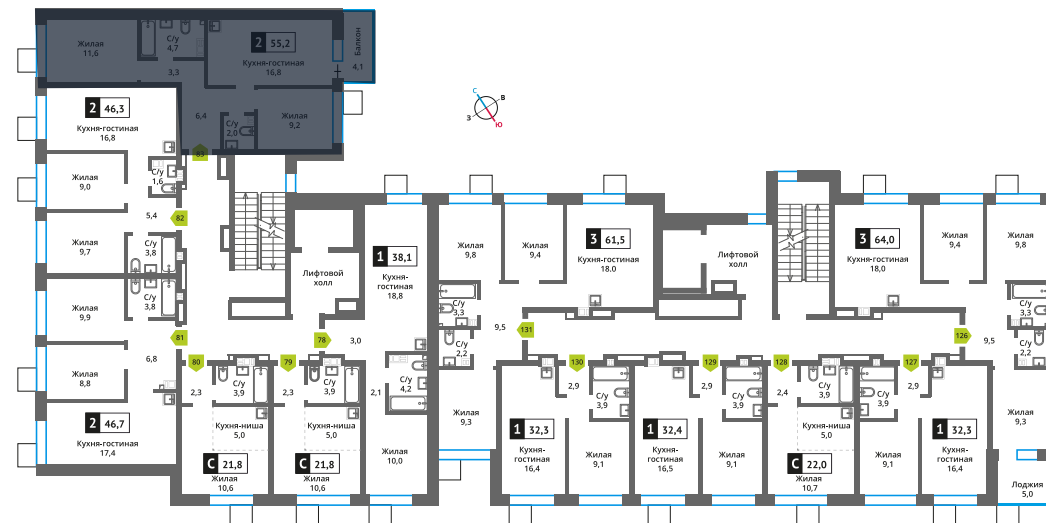 Жилая
11,6
С/у
4,7
3,3
2 55,2
Кухня-гостиная
16,8
Балкон
4,1
6,4
С/у
2,0
Жилая
9,2
83
2 46,3
Кухня-гостиная
16,8
Жилая
9,0
С/у
1,6
5,4
82
Жилая
9,7
С/у
3,8
Жилая
9,9
С/у
3,8
81
6,8
Жилая
8,8
2 46,7
Кухня-гостиная
17,4
80
2,3
С/у
3,9
Кухня-ниша
5,0
С 21,8
Жилая
10,6
79
2,3
С/у
3,9
Кухня-ниша
5,0
С 21,8
Жилая
10,6
Лифтовой
холл
78
3,0
1 38,1
Кухня-
гостиная
18,8
С/у
4,2
2,1
Жилая
10,0
С
В
З
Ю
Жилая
9,8
Жилая
9,4
3 61,5
Кухня-гостиная
18,0
С/у
3,3
9,5
131
С/у
2,2
Жилая
9,3
130
2,9
С/у
3,9
1 32,3
Кухня-
гостиная
16,4
Жилая
9,1
129
2,9
С/у
3,9
1 32,4
Кухня-
гостиная
16,5
Жилая
9,1
Лифтовой
холл
128
2,4
С/у
3,9
Кухня-ниша
5,0
С 22,0
Жилая
10,7
127
2,9
С/у
3,9
Жилая
9,1
1 32,3
Кухня-
гостиная
16,4
3 64,0
Кухня-гостиная
18,0
Жилая
9,4
Жилая
9,8
С/у
3,3
126
9,5
С/у
2,2
Жилая
9,3
Лоджия
5,0